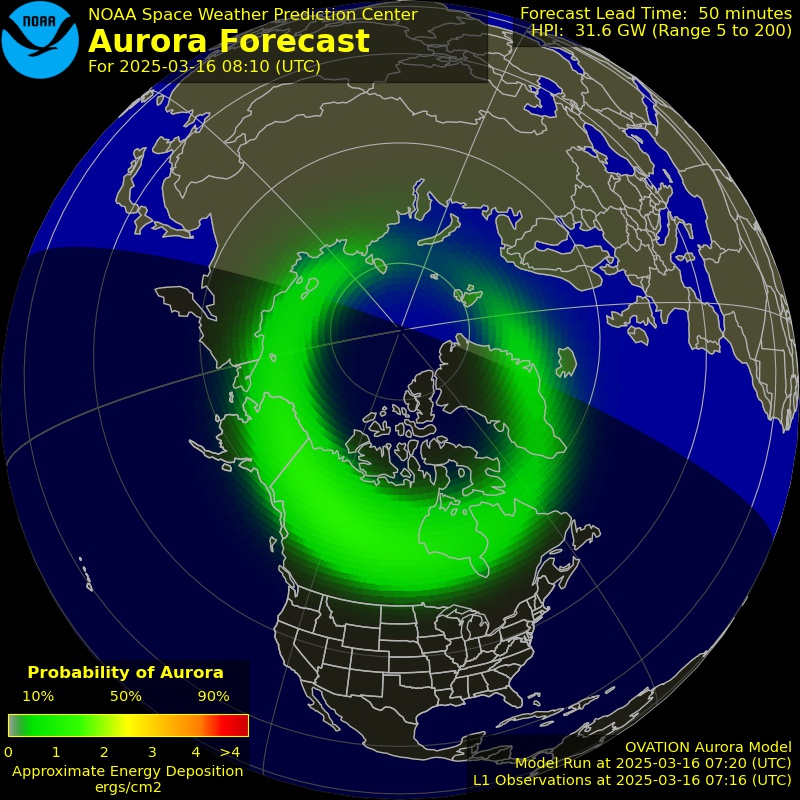 NOAA
NOAA Space Weather Prediction Center
Aurora Forecast
For 2025-03-16 08:10 (UTC)
Forecast Lead Time: 50 minutes
HPI: 31.6 GW (Range 5 to 200)
Probability of Aurora
10% 50% 90%
0 1 2 3 4 >4
Approximate Energy Deposition
ergs/cm2
OVATION Aurora Model
Model Run at 2025-03-16 07:20 (UTC)
L1 Observations at 2025-03-16 07:16 (UTC)